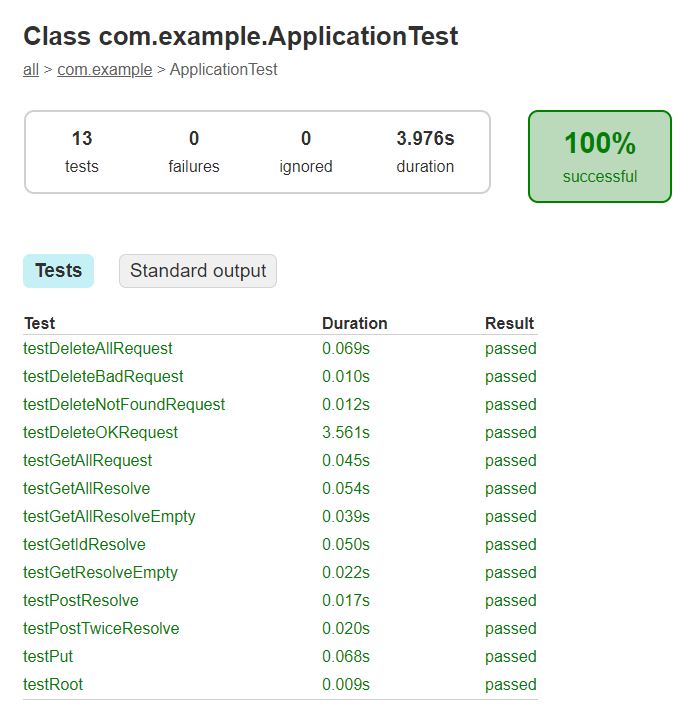 Class com.example.ApplicationTest
all > com.example > ApplicationTest
13 0 0 3.976s
tests failures ignored duration
100%
successful
Tests Standard output
Test Duration Result
testDeleteAllRequest 0.069s passed
testDeleteBadRequest 0.010s passed
testDeleteNotFoundRequest 0.012s passed
testDeleteOKRequest 3.561s passed
testGetAllRequest 0.045s passed
testGetAllResolve 0.054s passed
testGetAllResolveEmpty 0.039s passed
testGetIdResolve 0.050s passed
testGetResolveEmpty 0.022s passed
testPostResolve 0.017s passed
testPostTwiceResolve 0.020s passed
testPut 0.068s passed
testRoot 0.009s passed